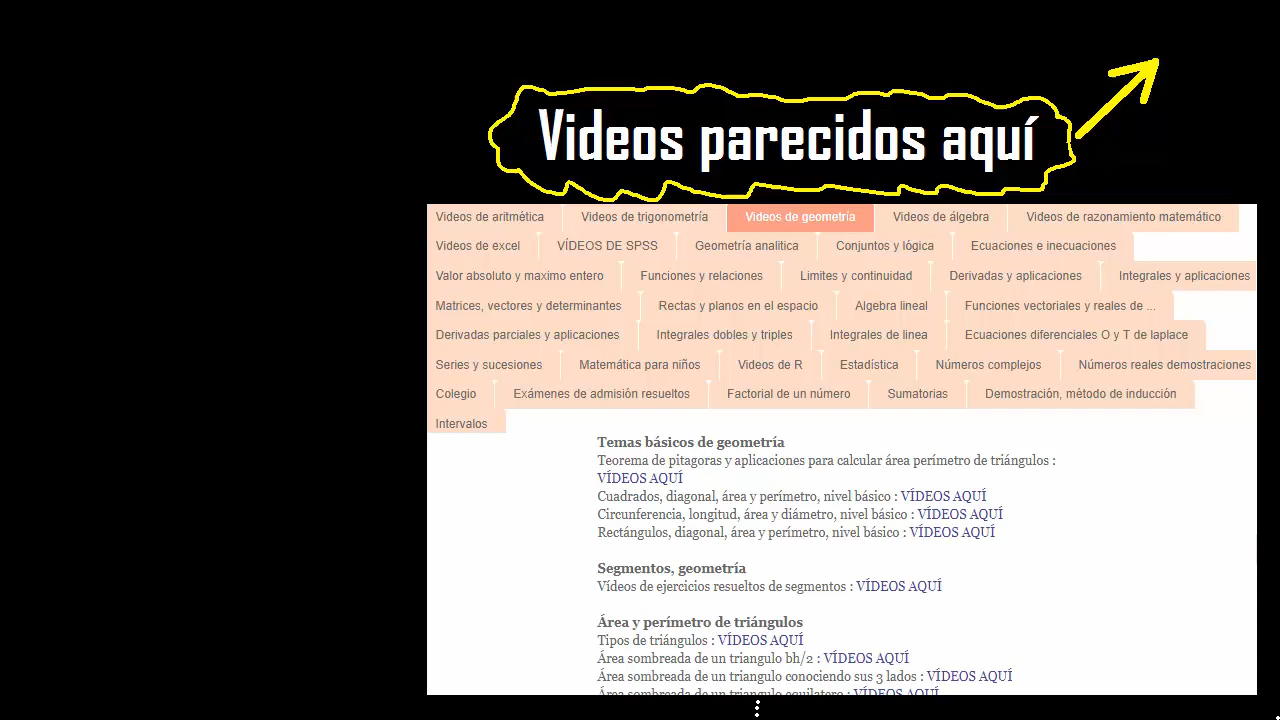 Videos parecidos aquí
Videos de aritmética Videos de trigonometría Videos de geometría Videos de álgebra Videos de razonamiento matemático
Videos de excel VÍDEOS DE SPSS Geometría analitica Conjuntos y lógica Ecuaciones e inecuaciones
Valor absoluto y maximo entero Funciones y relaciones Limites y continuidad Derivadas y aplicaciones Integrales y aplicaciones
Matrices, vectores y determinantes Rectas y planos en el espacio Algebra lineal Funciones vectoriales y reales de ...
Derivadas parciales y aplicaciones Integrales dobles y triples Integrales de linea Ecuaciones diferenciales O y T de laplace
Series y sucesiones Matemática para niños Videos de R Estadística Números complejos Números reales demostraciones
Colegio Exámenes de admisión resueltos Factorial de un número Sumatorias Demostración, método de inducción
Intervalos
Temas básicos de geometría
Teorema de pitagoras y aplicaciones para calcular área perímetro de triángulos :
VÍDEOS AQUÍ
Cuadrados, diagonal, área y perímetro, nivel básico : VÍDEOS AQUÍ
Circunferencia, longitud, área y diámetro, nivel básico : VÍDEOS AQUÍ
Rectángulos, diagonal, área y perímetro, nivel básico : VÍDEOS AQUÍ
Segmentos, geometría
Vídeos de ejercicios resueltos de segmentos : VÍDEOS AQUÍ
Área y perímetro de triángulos
Tipos de triángulos : VÍDEOS AQUÍ
Área sombreada de un triangulo bh/2 : VÍDEOS AQUÍ
Área sombreada de un triangulo conociendo sus 3 lados : VÍDEOS AQUÍ
Área sombreada de un triangulo equilatero : VÍDEOS AQUÍ